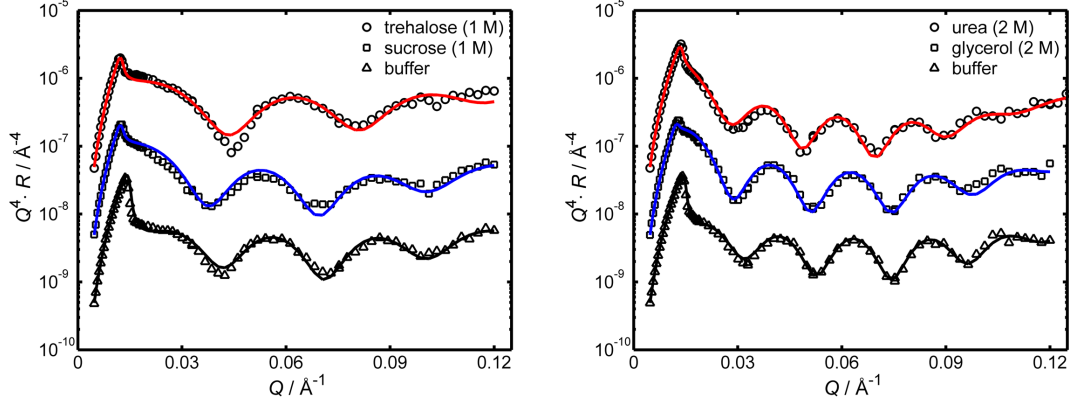 10⁻⁵
trehalose (1 M)
sucrose (1 M)
buffer
10⁻⁶
10⁻⁷
10⁻⁸
10⁻⁹
10⁻¹⁰
Q⁴· R / Å⁻⁴
0 0.03 0.06 0.09 0.12
Q / Å⁻¹
10⁻⁵
urea (2 M)
glycerol (2 M)
buffer
10⁻⁶
10⁻⁷
10⁻⁸
10⁻⁹
10⁻¹⁰
Q⁴· R / Å⁻⁴
0 0.03 0.06 0.09 0.12
Q / Å⁻¹